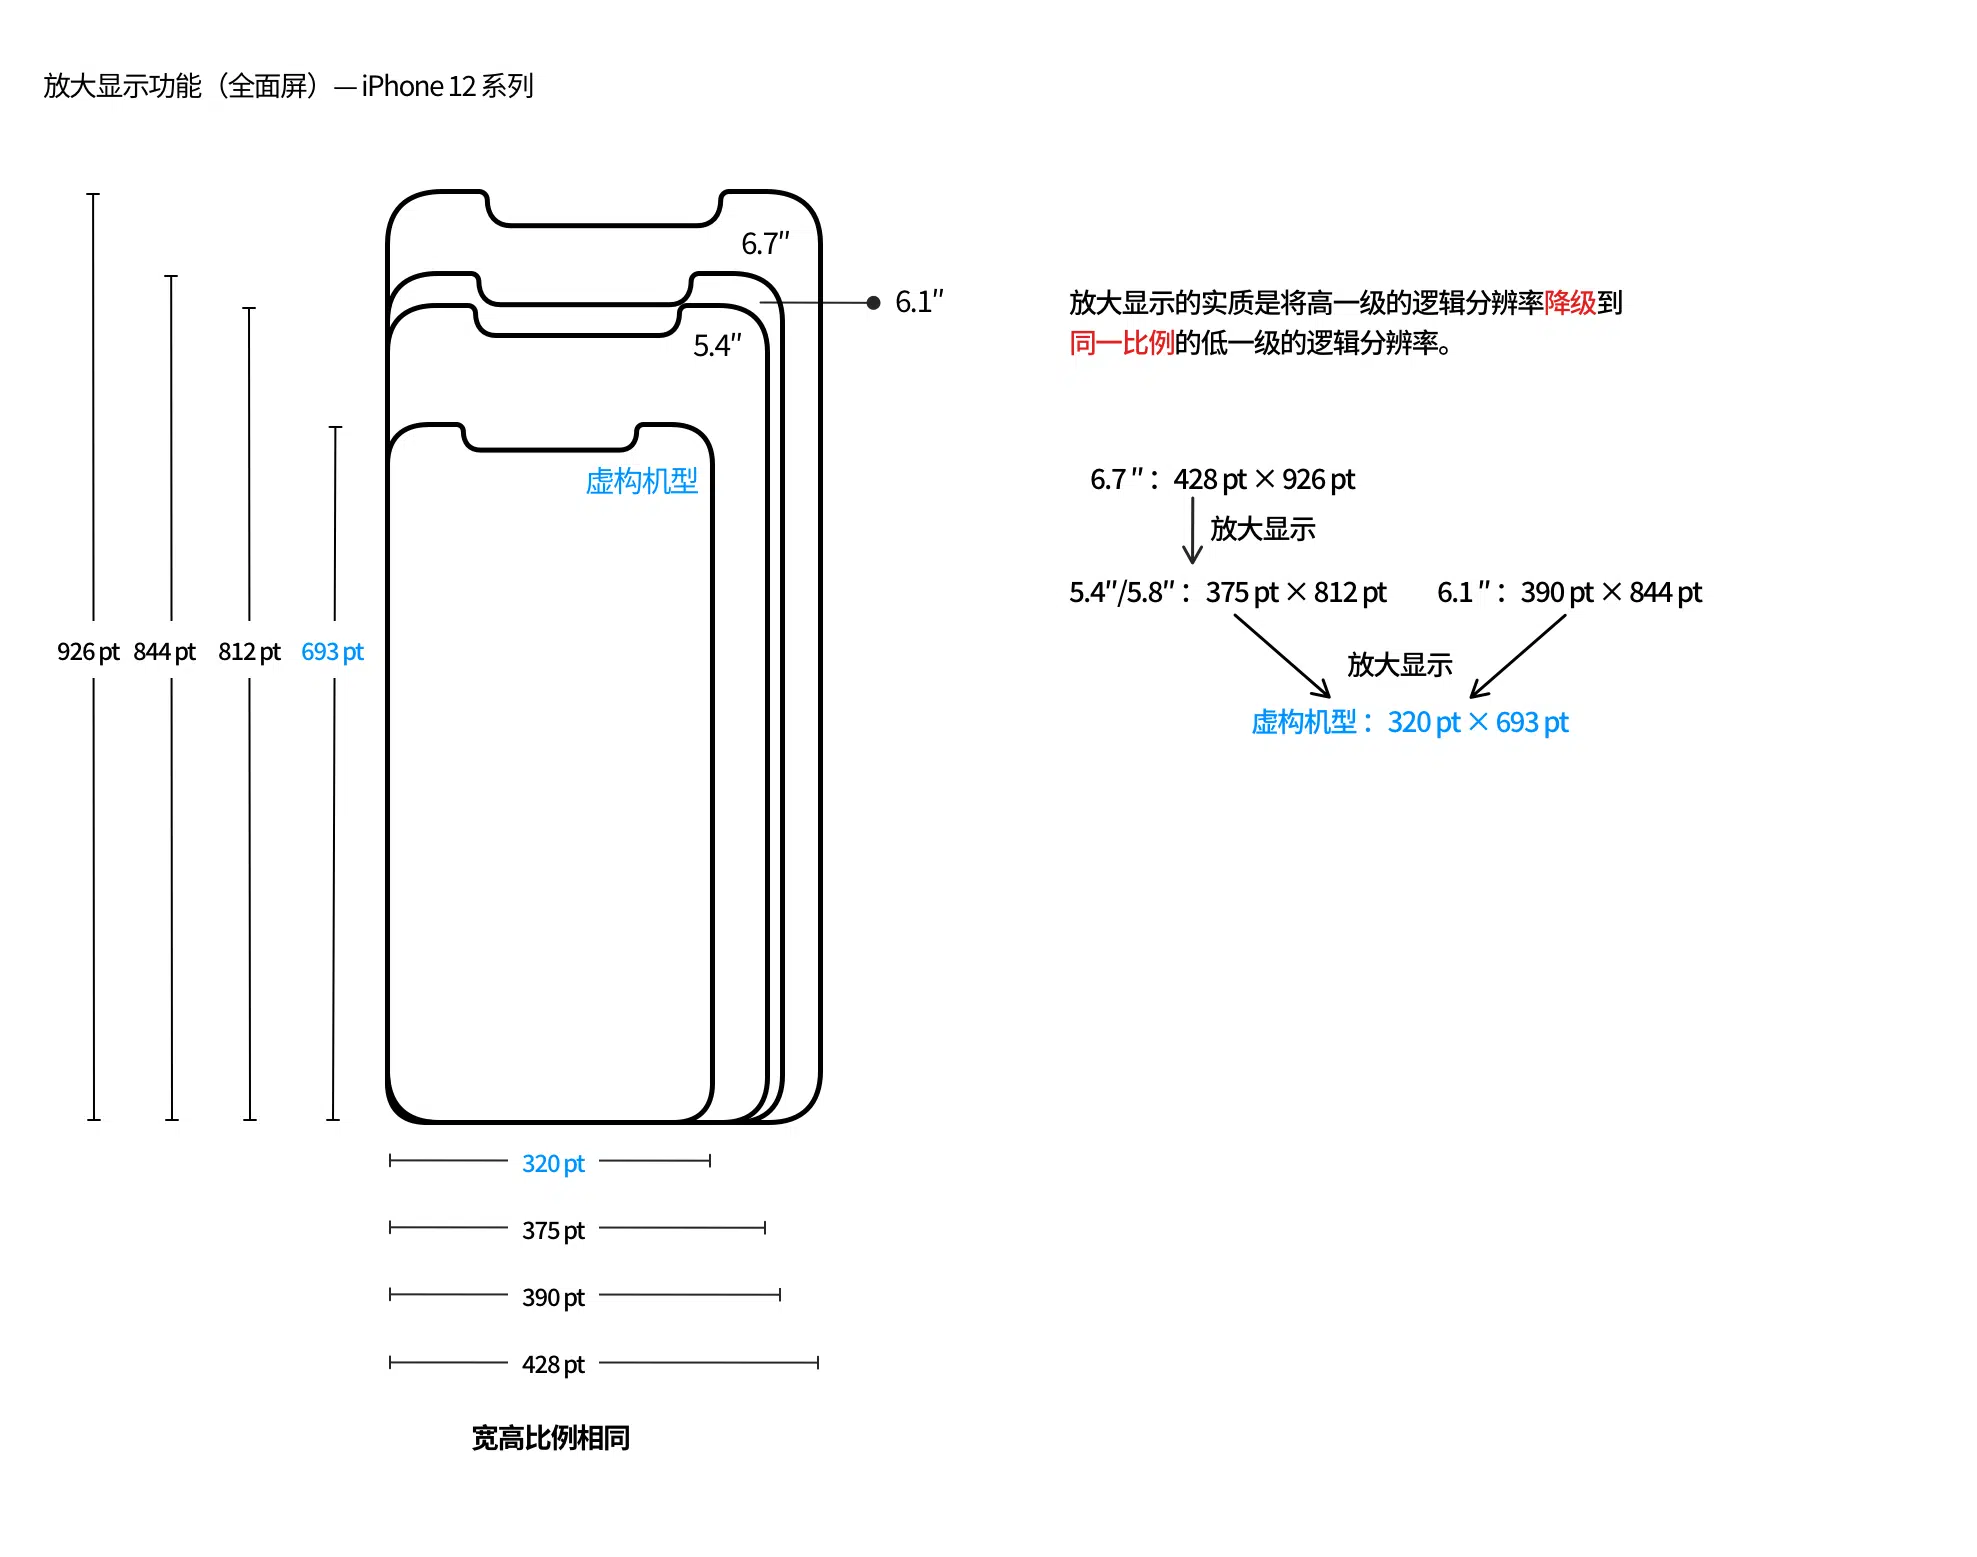 放大显示功能（全面屏）— iPhone 12 系列
6.7″
6.1″
5.4″
虚构机型
926 pt
844 pt
812 pt
693 pt
320 pt
375 pt
390 pt
428 pt
宽高比例相同
放大显示的实质是将高一级的逻辑分辨率降级到
同一比例的低一级的逻辑分辨率。
6.7 ″： 428 pt × 926 pt
放大显示
5.4″/5.8″： 375 pt × 812 pt
6.1 ″： 390 pt × 844 pt
放大显示
虚构机型： 320 pt × 693 pt